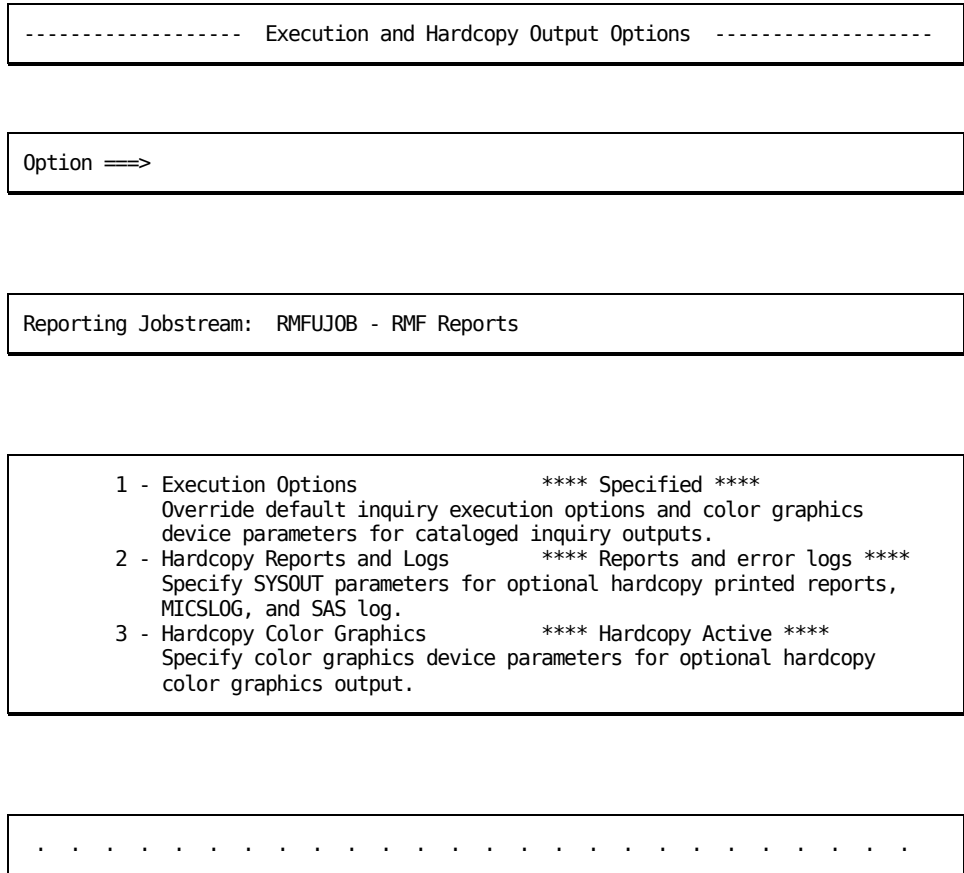 -------------------  Execution and Hardcopy Output Options  -------------------
Option ===>
Reporting Jobstream:  RMFUJOB - RMF Reports
1 - Execution Options                **** Specified ****
Override default inquiry execution options and color graphics
device parameters for cataloged inquiry outputs.
2 - Hardcopy Reports and Logs        **** Reports and error logs ****
Specify SYSOUT parameters for optional hardcopy printed reports,
MICSLOG, and SAS log.
3 - Hardcopy Color Graphics          **** Hardcopy Active ****
Specify color graphics device parameters for optional hardcopy
color graphics output.
.  .  .  .  .  .  .  .  .  .  .  .  .  .  .  .  .  .  .  .  .  .  .  .  .  .